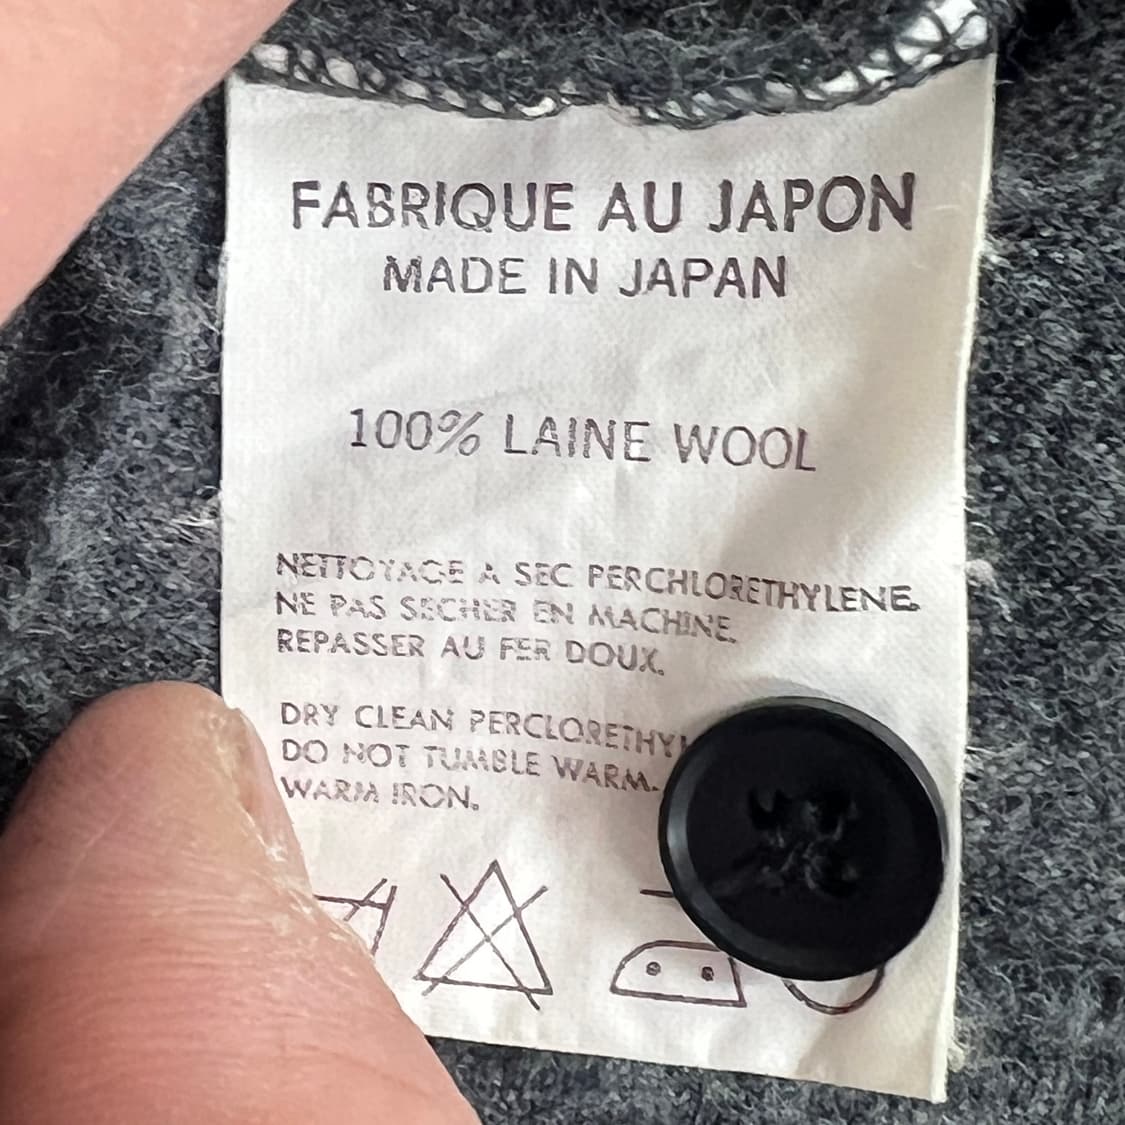 FABRIQUE AU JAPON
MADE IN JAPAN
100% LAINE WOOL
NETTOYAGE A SEC PERCHLORETHYLENE.
NE PAS SECHER EN MACHINE.
REPASSER AU FER DOUX.
DRY CLEAN PERCLORETHY
DO NOT TUMBLE WARM.
WARM IRON.